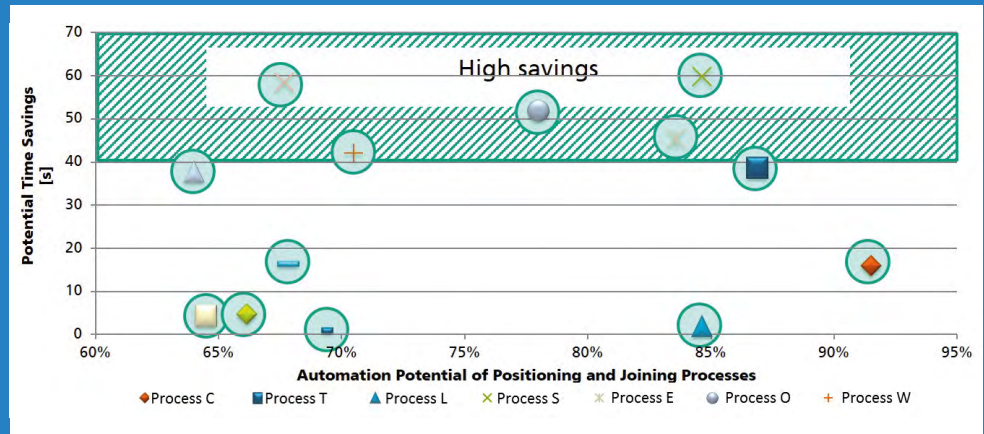 70
60
High savings
50
40
30
20
10
0
60%
65%
70%
75%
80%
85%
90%
95%
Potential Time Savings
[s]
Automation Potential of Positioning and Joining Processes
Process C
Process T
Process L
Process S
Process E
Process O
Process W